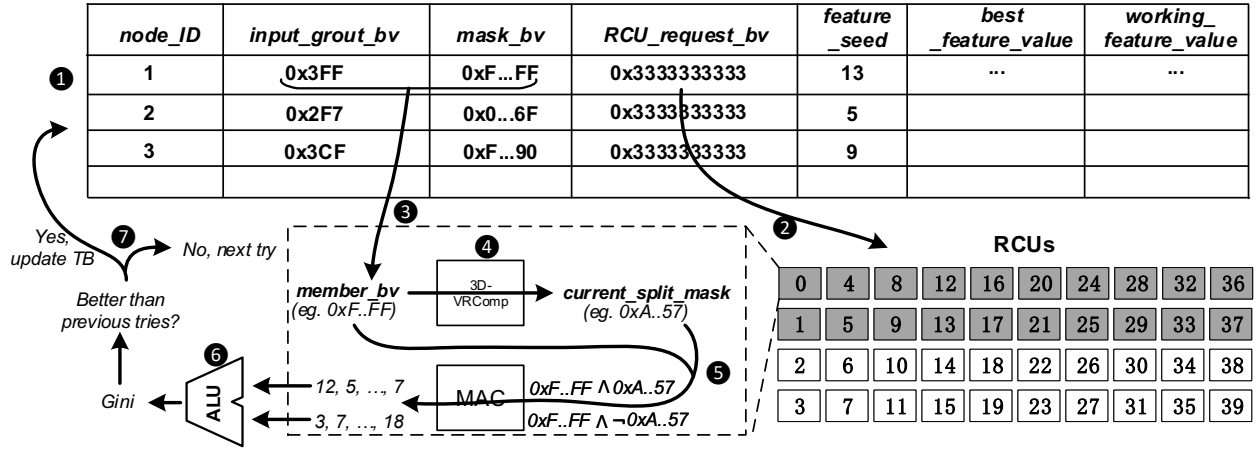 node_ID input_grout_bv mask_bv RCU_request_bv feature _seed best _feature_value working_ feature_value
❶ 1 0x3FF 0xF...FF 0x3333333333 13 ... ...
2 0x2F7 0x0...6F 0x3333333333 5
3 0x3CF 0xF...90 0x3333333333 9
❸ ❷
Yes, update TB
❼
No, next try
Better than
previous tries?
Gini
❻
ALU
❹
member_bv
(eg. 0xF..FF)
3D-
VRComp
current_split_mask
(eg. 0xA..57)
❺
12, 5, ..., 7
3, 7, ..., 18
MAC
0xF..FF ∧ 0xA..57
0xF..FF ∧ ¬0xA..57
RCUs
0 4 8 12 16 20 24 28 32 36
1 5 9 13 17 21 25 29 33 37
2 6 10 14 18 22 26 30 34 38
3 7 11 15 19 23 27 31 35 39